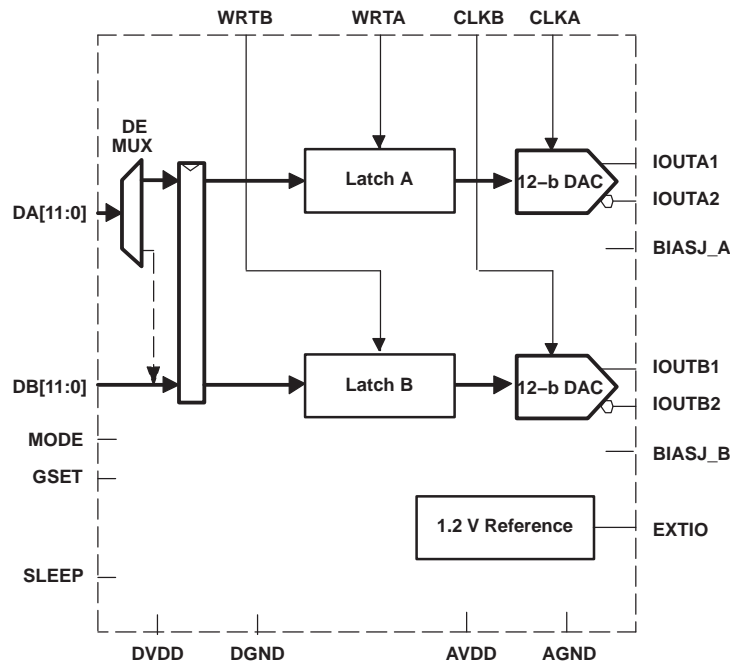 WRTB WRTA CLKB CLKA
DE
MUX
DA[11:0]
Latch A
12–b DAC
IOUTA1
IOUTA2
BIASJ_A
DB[11:0]
Latch B
12–b DAC
IOUTB1
IOUTB2
BIASJ_B
MODE
GSET
1.2 V Reference
EXTIO
SLEEP
DVDD DGND AVDD AGND